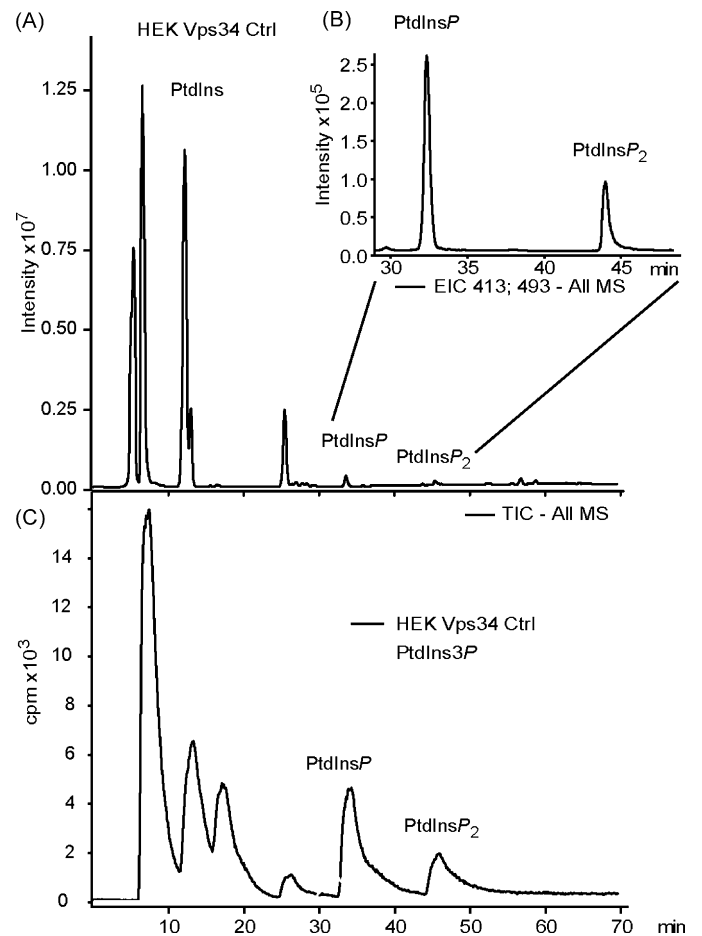 (A)
HEK Vps34 Ctrl
(B)
PtdInsP
PtdIns
PtdInsP2
Intensity x10^7
1.25
1.00
0.75
0.50
0.25
0.00
Intensity x10^5
2.5
2.0
1.5
1.0
0.5
0.0
30 35 40 45 min
EIC 413; 493 - All MS
PtdInsP
PtdInsP2
TIC - All MS
(C)
HEK Vps34 Ctrl
PtdIns3P
cpm x10^3
14
12
10
8
6
4
2
0
PtdInsP
PtdInsP2
10 20 30 40 50 60 70 min